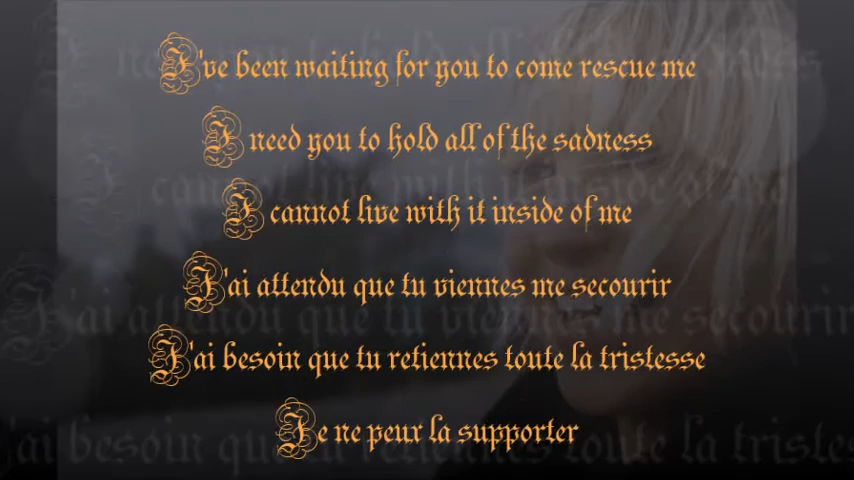 I've been waiting for you to come rescue me
I need you to hold all of the sadness
I cannot live with it inside of me
J'ai attendu que tu viennes me secourir
J'ai besoin que tu retiennes toute la tristesse
Je ne peux la supporter